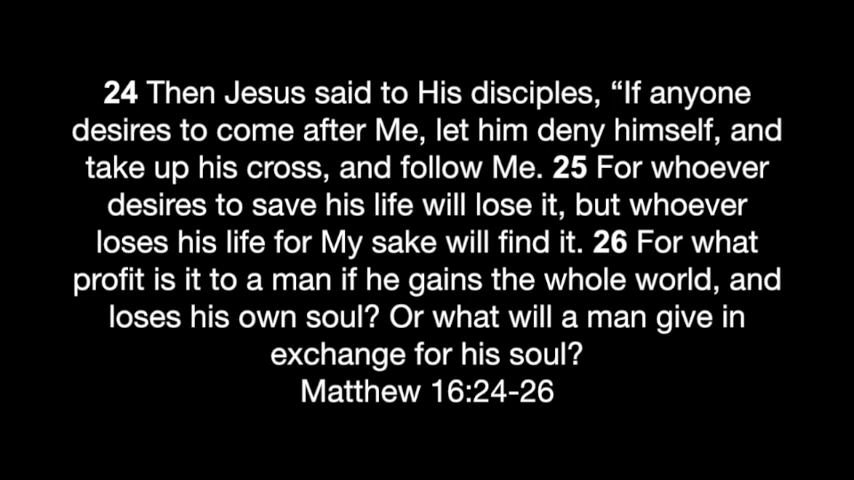 24 Then Jesus said to His disciples, “If anyone
desires to come after Me, let him deny himself, and
take up his cross, and follow Me. 25 For whoever
desires to save his life will lose it, but whoever
loses his life for My sake will find it. 26 For what
profit is it to a man if he gains the whole world, and
loses his own soul? Or what will a man give in
exchange for his soul?
Matthew 16:24-26